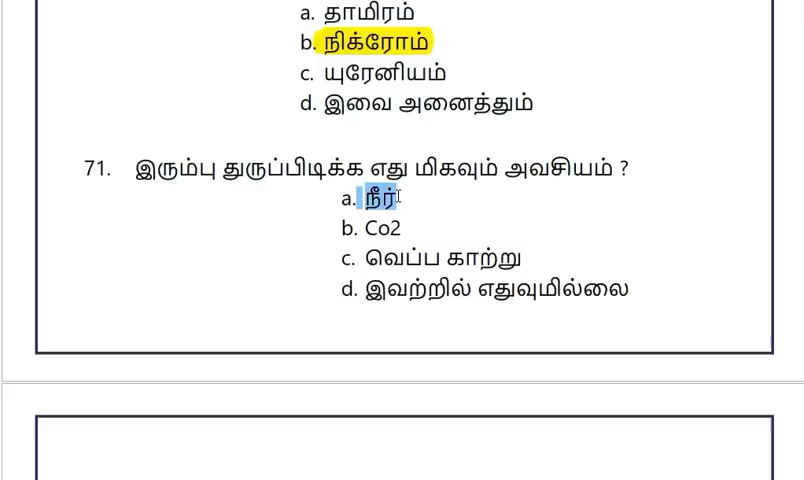 a. தாமிரம்
b. நிக்ரோம்
c. யுரேனியம்
d. இவை அனைத்தும்
71. இரும்பு துருப்பிடிக்க எது மிகவும் அவசியம் ?
a. நீர்
b. Co2
c. வெப்ப காற்று
d. இவற்றில் எதுவுமில்லை